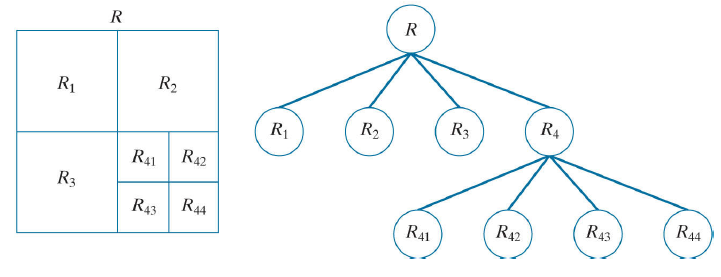 R
R₁ R₂
R₃
R₄₁ R₄₂
R₄₃ R₄₄
R
R₁ R₂ R₃ R₄
R₄₁ R₄₂ R₄₃ R₄₄